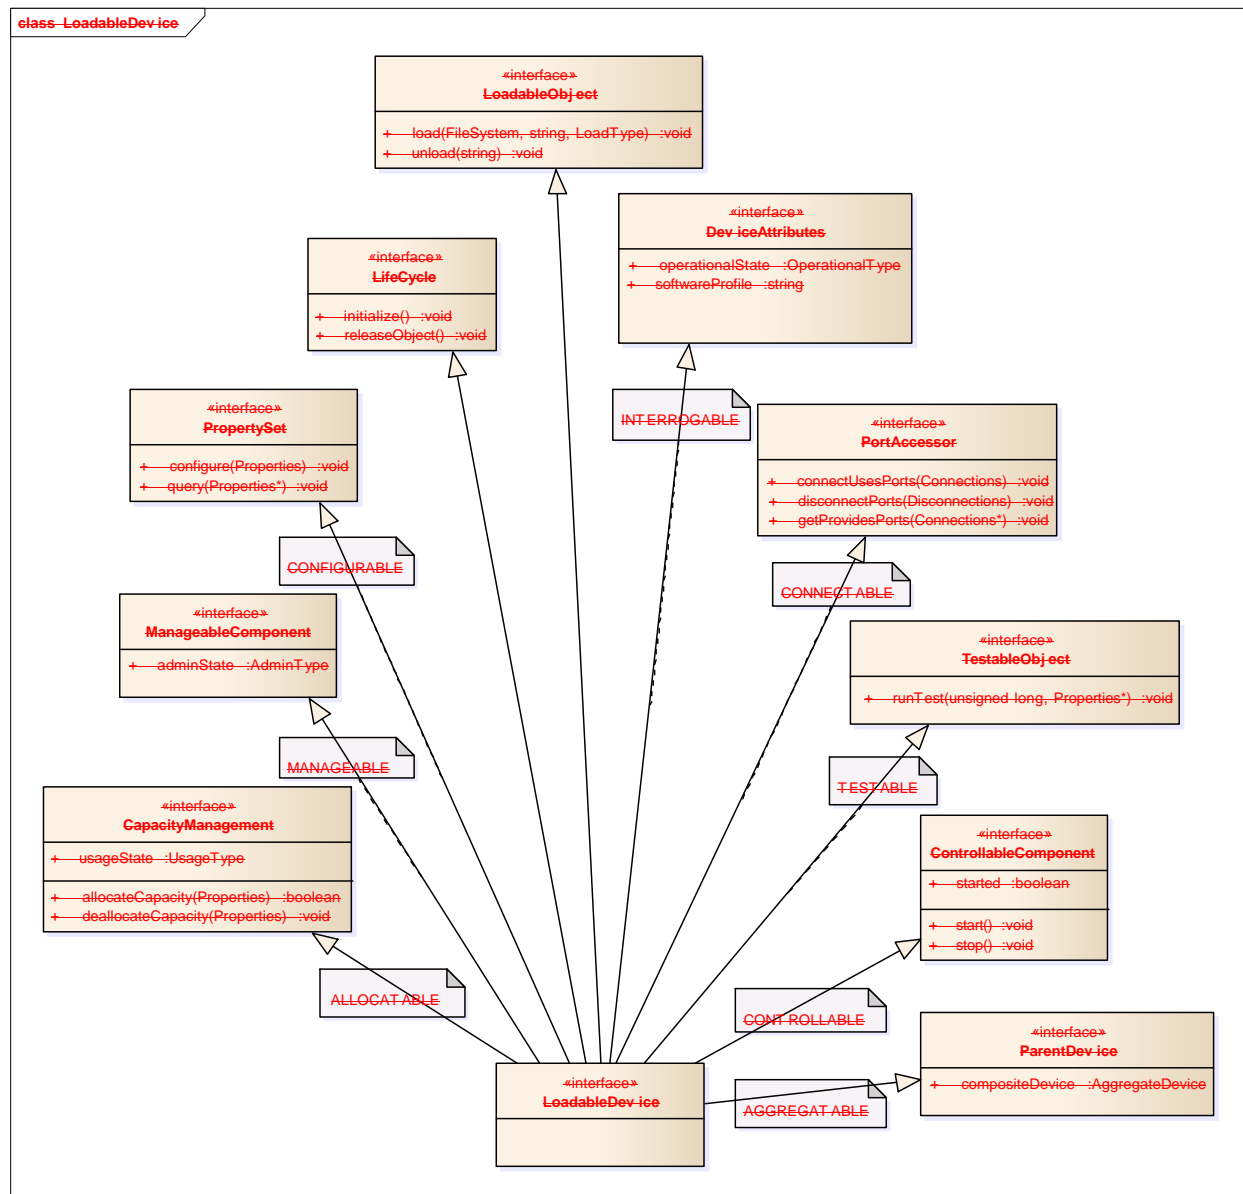 class LoadableDevice
«interface»
LoadableObject
+ load(FileSystem, string, LoadType) :void
+ unload(string) :void
«interface»
DeviceAttributes
+ operationalState :OperationalType
+ softwareProfile :string
«interface»
LifeCycle
+ initialize() :void
+ releaseObject() :void
«interface»
PropertySet
+ configure(Properties) :void
+ query(Properties*) :void
INTERROGABLE
«interface»
PortAccessor
+ connectUsesPorts(Connections) :void
+ disconnectPorts(Disconnections) :void
+ getProvidesPorts(Connections*) :void
CONFIGURABLE
CONNECTABLE
«interface»
ManageableComponent
+ adminState :AdminType
«interface»
TestableObject
+ runTest(unsigned long, Properties*) :void
MANAGEABLE
TESTABLE
«interface»
CapacityManagement
+ usageState :UsageType
+ allocateCapacity(Properties) :boolean
+ deallocateCapacity(Properties) :void
«interface»
ControllableComponent
+ started :boolean
+ start() :void
+ stop() :void
ALLOCATABLE
CONTROLLABLE
«interface»
ParentDevice
+ compositeDevice :AggregateDevice
«interface»
LoadableDevice
AGGREGATABLE